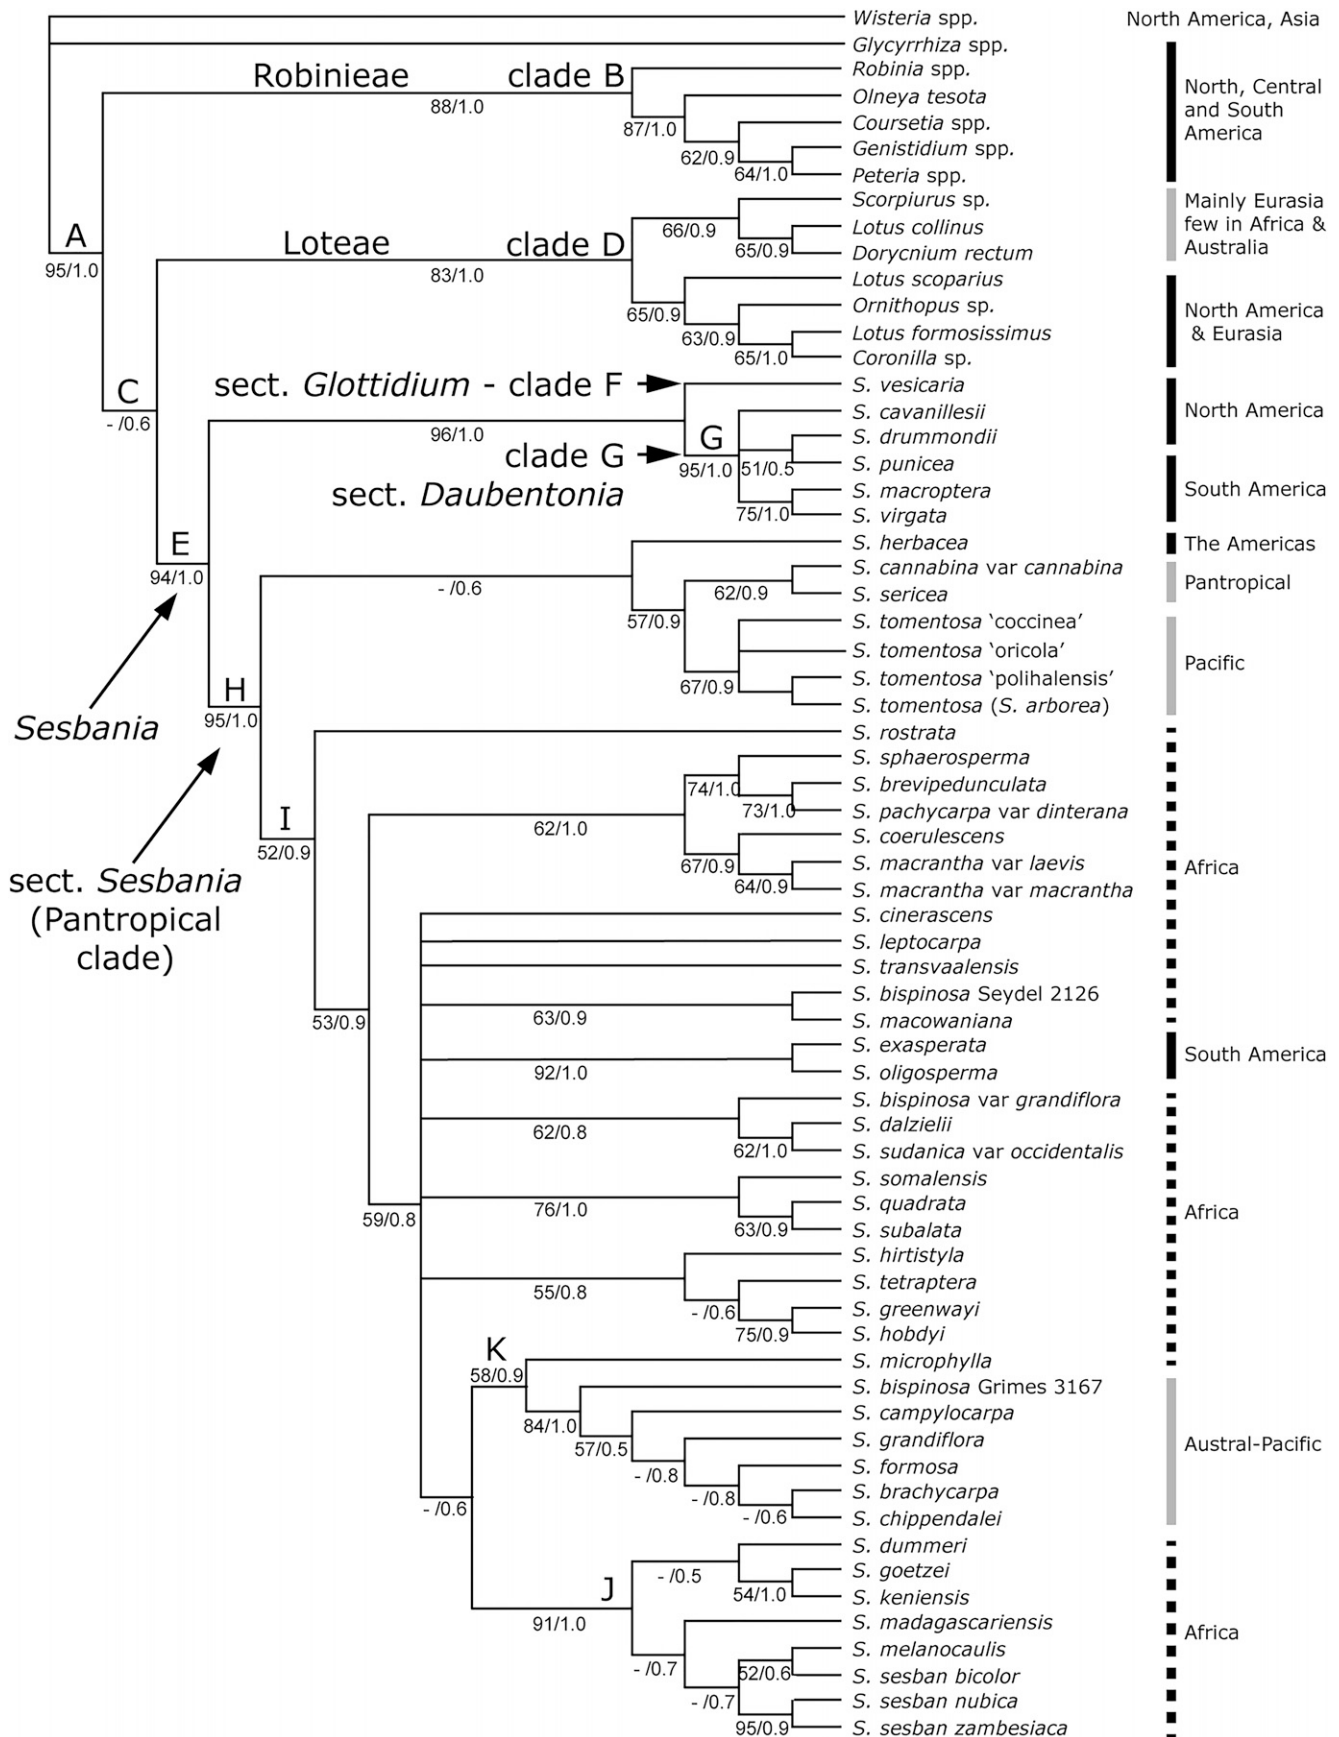 Wisteria spp.
North America, Asia
Glycyrrhiza spp.
Robinieae clade B
88/1.0
Robinia spp.
Olneya tesota
87/1.0
Coursetia spp.
62/0.9
Genistidium spp.
64/1.0
Peteria spp.
North, Central
and South
America
A
95/1.0
Loteae clade D
83/1.0
Scorpiurus sp.
66/0.9
Lotus collinus
65/0.9
Dorycnium rectum
Mainly Eurasia
few in Africa &
Australia
Lotus scoparius
65/0.9
Ornithopus sp.
63/0.9
Lotus formosissimus
65/1.0
Coronilla sp.
North America
& Eurasia
C
- /0.6
sect. Glottidium - clade F
S. vesicaria
96/1.0
S. cavanillesii
North America
clade G
sect. Daubentonia
G
95/1.0
S. drummondii
51/0.5
S. punicea
S. macroptera
75/1.0
S. virgata
South America
E
94/1.0
Sesbania
S. herbacea
The Americas
- /0.6
S. cannabina var cannabina
62/0.9
S. sericea
Pantropical
57/0.9
S. tomentosa ‘coccinea’
S. tomentosa ‘oricola’
67/0.9
S. tomentosa ‘polihalensis’
S. tomentosa (S. arborea)
Pacific
H
95/1.0
sect. Sesbania
(Pantropical
clade)
S. rostrata
I
52/0.9
S. sphaerosperma
74/1.0
S. brevipedunculata
73/1.0
S. pachycarpa var dinterana
62/1.0
S. coerulescens
67/0.9
S. macrantha var laevis
64/0.9
S. macrantha var macrantha
Africa
S. cinerascens
S. leptocarpa
S. transvaalensis
S. bispinosa Seydel 2126
63/0.9
S. macowaniana
53/0.9
S. exasperata
92/1.0
S. oligosperma
South America
S. bispinosa var grandiflora
62/0.8
S. dalzielii
62/1.0
S. sudanica var occidentalis
S. somalensis
76/1.0
S. quadrata
63/0.9
S. subalata
59/0.8
Africa
S. hirtistyla
55/0.8
S. tetraptera
- /0.6
S. greenwayi
75/0.9
S. hobdyi
K
58/0.9
S. microphylla
S. bispinosa Grimes 3167
84/1.0
S. campylocarpa
57/0.5
S. grandiflora
- /0.8
S. formosa
- /0.8
S. brachycarpa
- /0.6
S. chippendalei
Austral-Pacific
- /0.6
S. dummeri
J
- /0.5
S. goetzei
54/1.0
S. keniensis
91/1.0
S. madagascariensis
- /0.7
S. melanocaulis
52/0.6
S. sesban bicolor
- /0.7
S. sesban nubica
95/0.9
S. sesban zambesiaca
Africa